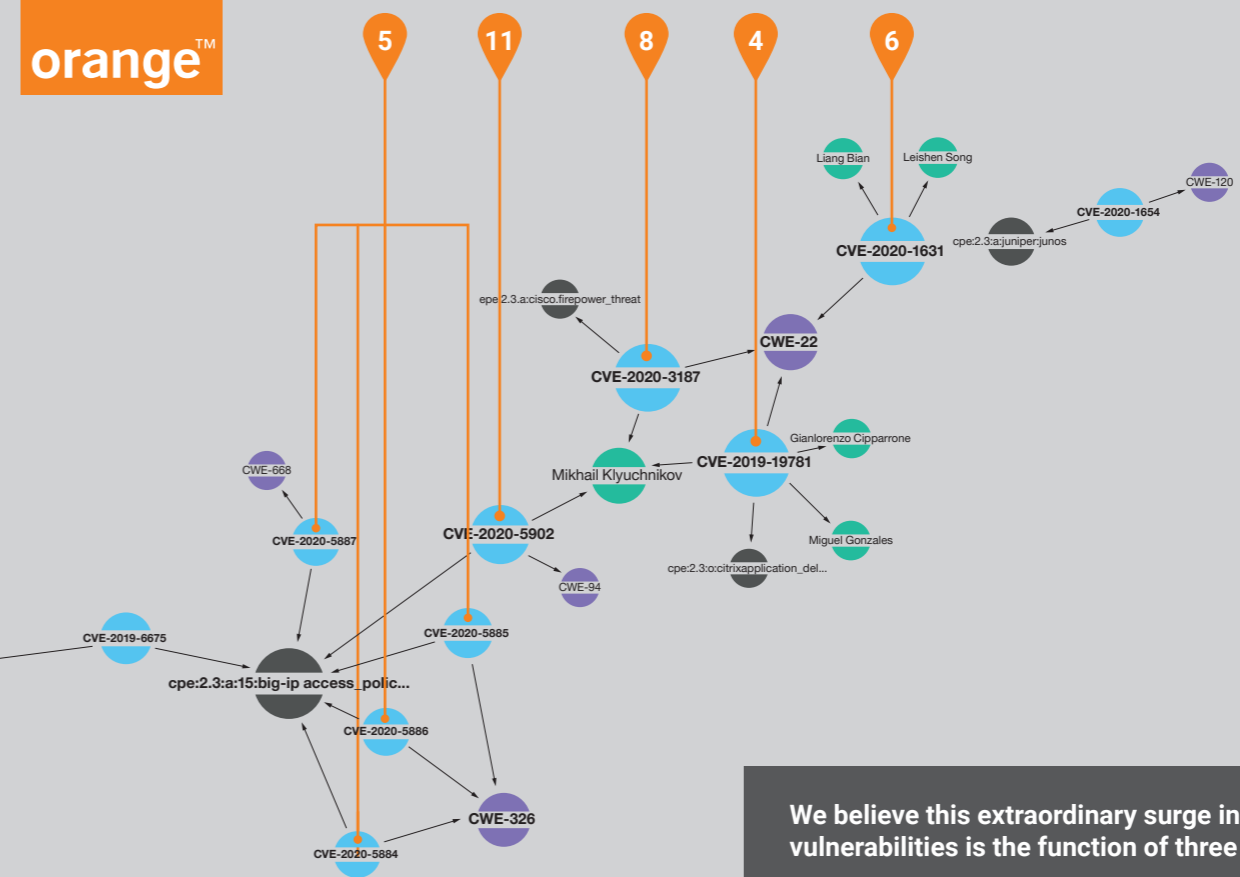 orange™
5
11
8
4
6
Liang Bian
Leishen Song
CWE-120
CVE-2020-1654
cpe:2.3:a:juniper:junos
CVE-2020-1631
epe:2.3.a:cisco.firepower_threat
CWE-22
CVE-2020-3187
Gianlorenzo Cipparrone
CVE-2019-19781
CWE-668
Mikhail Klyuchnikov
CVE-2020-5887
CVE-2020-5902
Miguel Gonzales
cpe:2.3:o:citrixapplication_del...
CWE-94
CVE-2019-6675
CVE-2020-5885
cpe:2.3:a:15:big-ip access_polic...
CVE-2020-5886
CWE-326
CVE-2020-5884
We believe this extraordinary surge in
vulnerabilities is the function of three